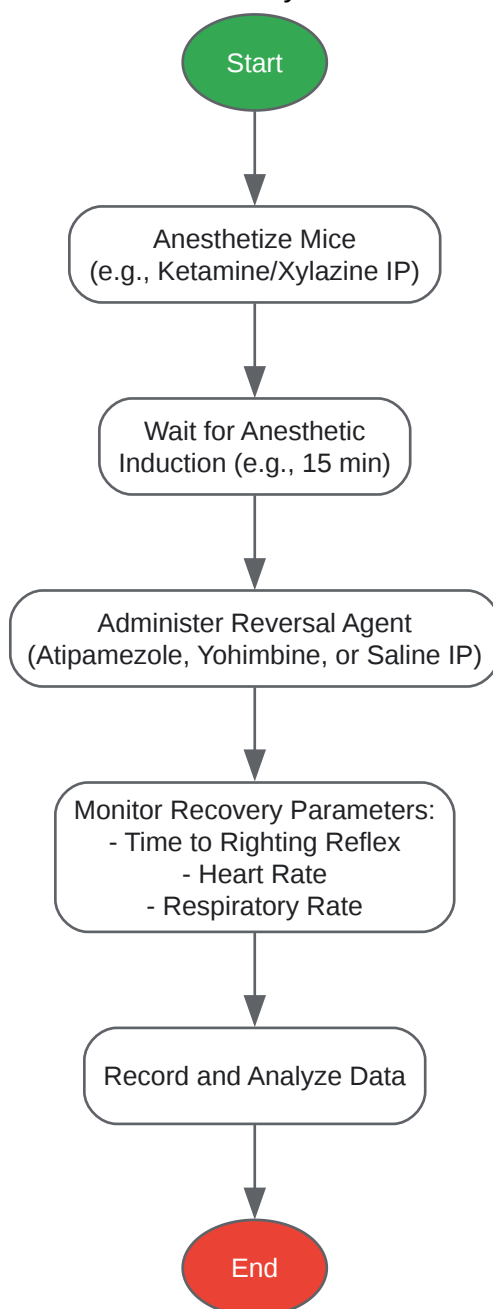 Start
Anesthetize Mice
(e.g., Ketamine/Xylazine IP)
Wait for Anesthetic
Induction (e.g., 15 min)
Administer Reversal Agent
(Atipamezole, Yohimbine, or Saline IP)
Monitor Recovery Parameters:
- Time to Righting Reflex
- Heart Rate
- Respiratory Rate
Record and Analyze Data
End